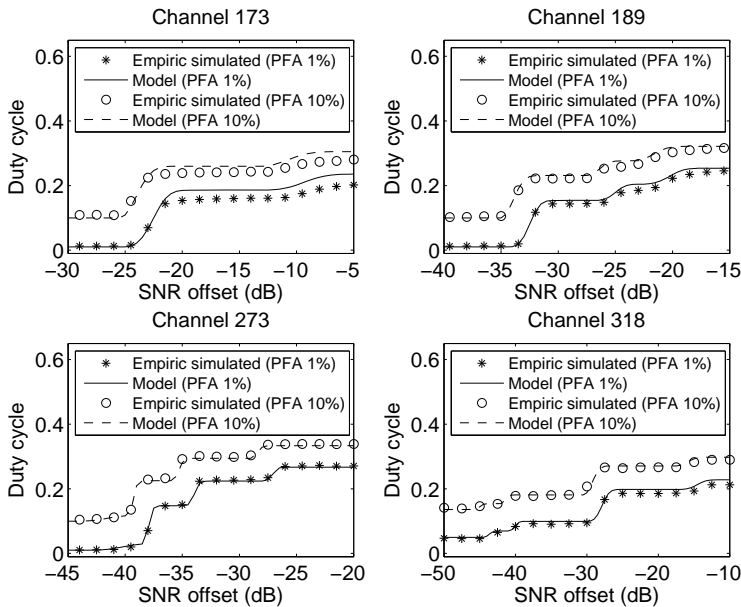 Channel 173
Duty cycle
0.6
0.4
0.2
0
Empiric simulated (PFA 1%)
Model (PFA 1%)
Empiric simulated (PFA 10%)
Model (PFA 10%)
−30 −25 −20 −15 −10 −5
SNR offset (dB)
Channel 189
Duty cycle
0.6
0.4
0.2
0
Empiric simulated (PFA 1%)
Model (PFA 1%)
Empiric simulated (PFA 10%)
Model (PFA 10%)
−40 −35 −30 −25 −20 −15
SNR offset (dB)
Channel 273
Duty cycle
0.6
0.4
0.2
0
Empiric simulated (PFA 1%)
Model (PFA 1%)
Empiric simulated (PFA 10%)
Model (PFA 10%)
−45 −40 −35 −30 −25 −20
SNR offset (dB)
Channel 318
Duty cycle
0.6
0.4
0.2
0
Empiric simulated (PFA 1%)
Model (PFA 1%)
Empiric simulated (PFA 10%)
Model (PFA 10%)
−50 −40 −30 −20 −10
SNR offset (dB)